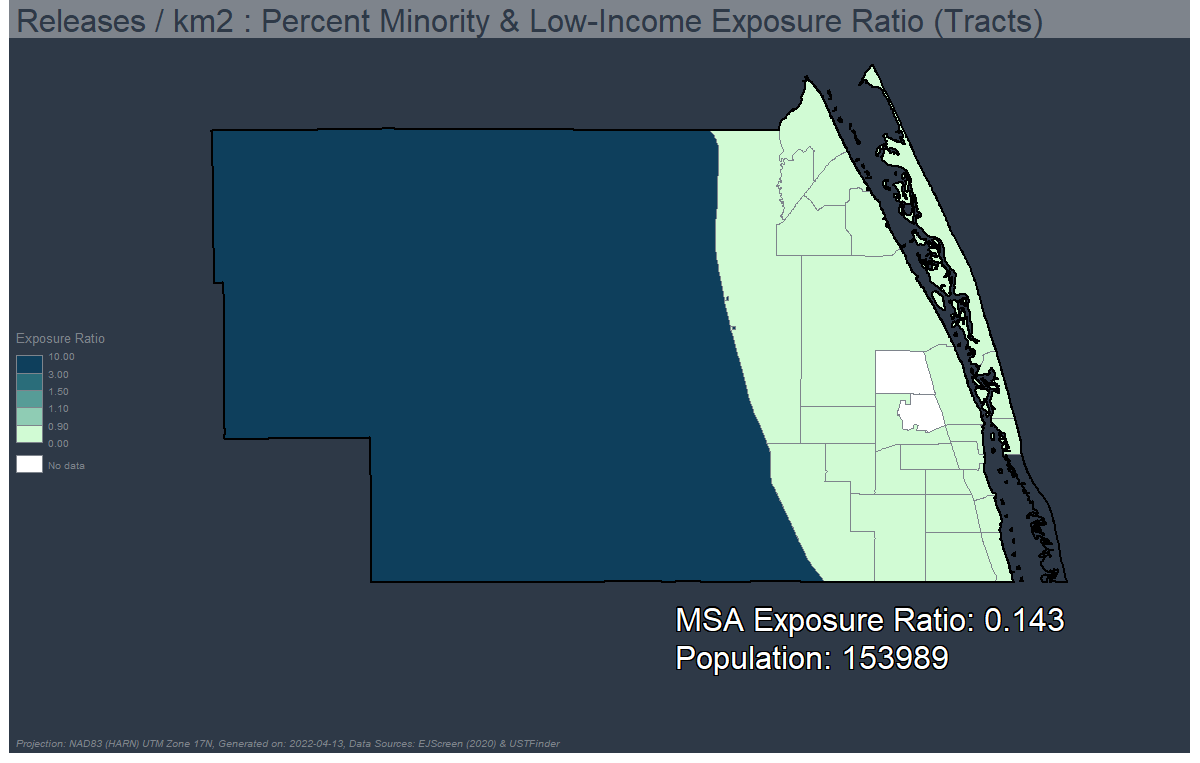 Releases / km2 : Percent Minority & Low-Income Exposure Ratio (Tracts)
Exposure Ratio
10.00
3.00
1.50
1.10
0.90
0.00
No data
MSA Exposure Ratio: 0.143
Population: 153989
Projection: NAD83 (HARN) UTM Zone 17N, Generated on: 2022-04-13, Data Sources: EJScreen (2020) & USTFinder